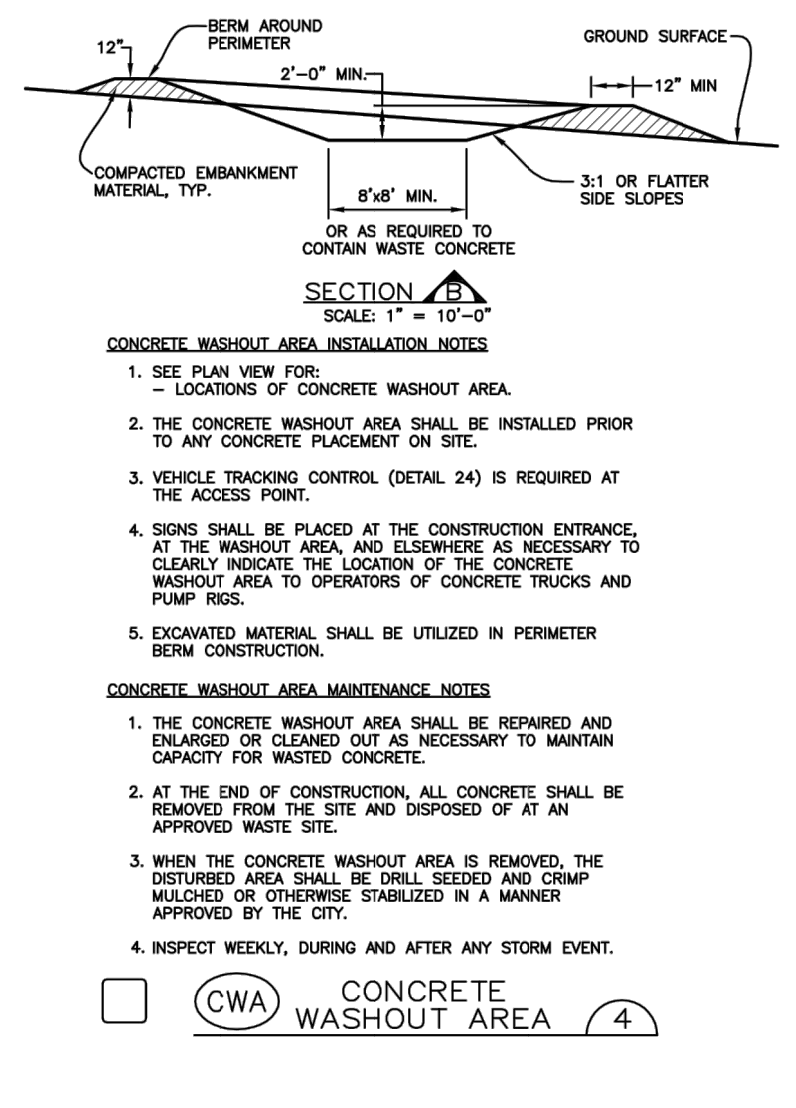 BERM AROUND
PERIMETER
12"
2'-0" MIN.
GROUND SURFACE
12" MIN
COMPACTED EMBANKMENT
MATERIAL, TYP.
8'x8' MIN.
3:1 OR FLATTER
SIDE SLOPES
OR AS REQUIRED TO
CONTAIN WASTE CONCRETE
SECTION B
SCALE: 1" = 10'-0"
CONCRETE WASHOUT AREA INSTALLATION NOTES
1. SEE PLAN VIEW FOR:
– LOCATIONS OF CONCRETE WASHOUT AREA.
2. THE CONCRETE WASHOUT AREA SHALL BE INSTALLED PRIOR
TO ANY CONCRETE PLACEMENT ON SITE.
3. VEHICLE TRACKING CONTROL (DETAIL 24) IS REQUIRED AT
THE ACCESS POINT.
4. SIGNS SHALL BE PLACED AT THE CONSTRUCTION ENTRANCE,
AT THE WASHOUT AREA, AND ELSEWHERE AS NECESSARY TO
CLEARLY INDICATE THE LOCATION OF THE CONCRETE
WASHOUT AREA TO OPERATORS OF CONCRETE TRUCKS AND
PUMP RIGS.
5. EXCAVATED MATERIAL SHALL BE UTILIZED IN PERIMETER
BERM CONSTRUCTION.
CONCRETE WASHOUT AREA MAINTENANCE NOTES
1. THE CONCRETE WASHOUT AREA SHALL BE REPAIRED AND
ENLARGED OR CLEANED OUT AS NECESSARY TO MAINTAIN
CAPACITY FOR WASTED CONCRETE.
2. AT THE END OF CONSTRUCTION, ALL CONCRETE SHALL BE
REMOVED FROM THE SITE AND DISPOSED OF AT AN
APPROVED WASTE SITE.
3. WHEN THE CONCRETE WASHOUT AREA IS REMOVED, THE
DISTURBED AREA SHALL BE DRILL SEEDED AND CRIMP
MULCHED OR OTHERWISE STABILIZED IN A MANNER
APPROVED BY THE CITY.
4. INSPECT WEEKLY, DURING AND AFTER ANY STORM EVENT.
CWA
CONCRETE
WASHOUT AREA
4